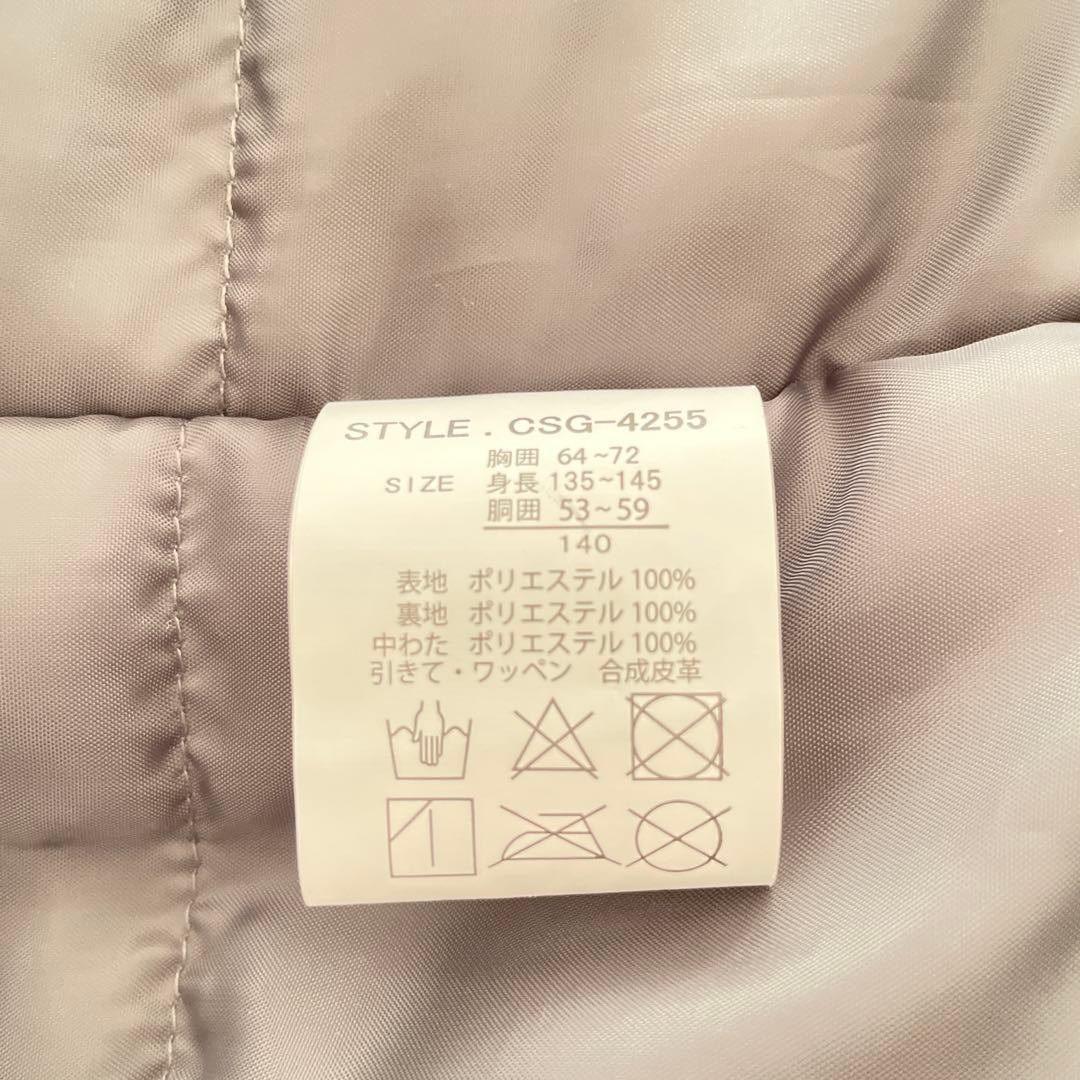 STYLE . CSG-4255
胸囲 64~72
SIZE 身長 135~145
胴囲 53~59
140
表地 ポリエステル 100%
裏地 ポリエステル 100%
中わた ポリエステル 100%
引きて・ワッペン 合成皮革